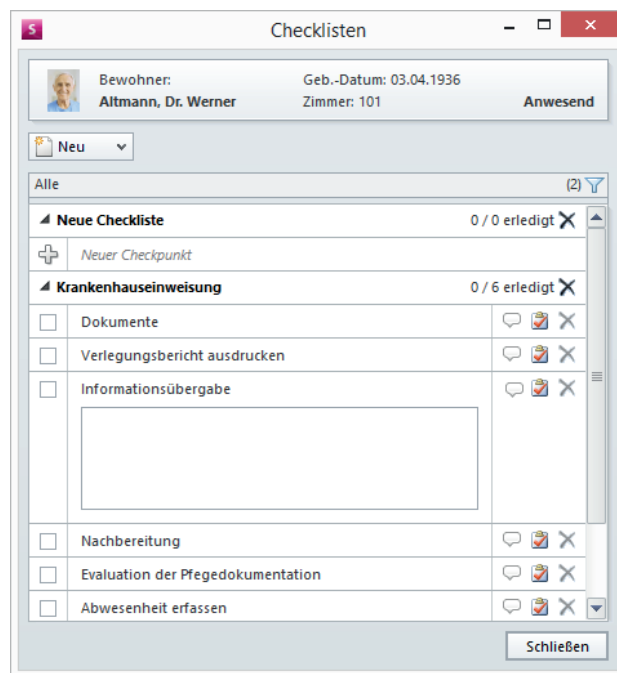 S
Checklisten
Bewohner:
Geb.-Datum: 03.04.1936
Altmann, Dr. Werner
Zimmer: 101
Anwesend
Neu
Alle
(2)
Neue Checkliste
0 / 0 erledigt
Neuer Checkpunkt
Krankenhauseinweisung
0 / 6 erledigt
Dokumente
Verlegungsbericht ausdrucken
Informationsübergabe
Nachbereitung
Evaluation der Pfegedokumentation
Abwesenheit erfassen
Schließen